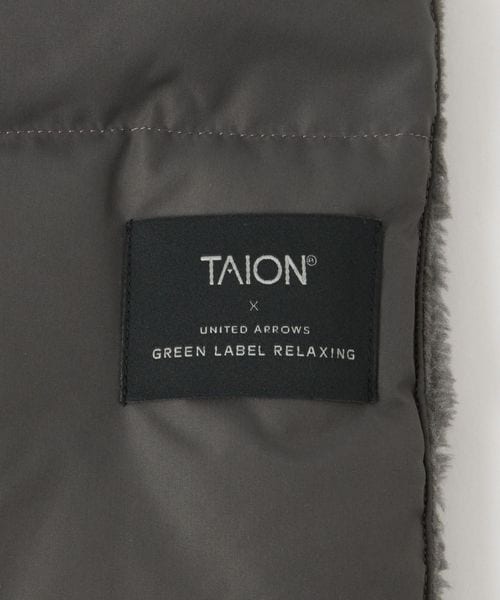 TAION®
×
UNITED ARROWS
GREEN LABEL RELAXING